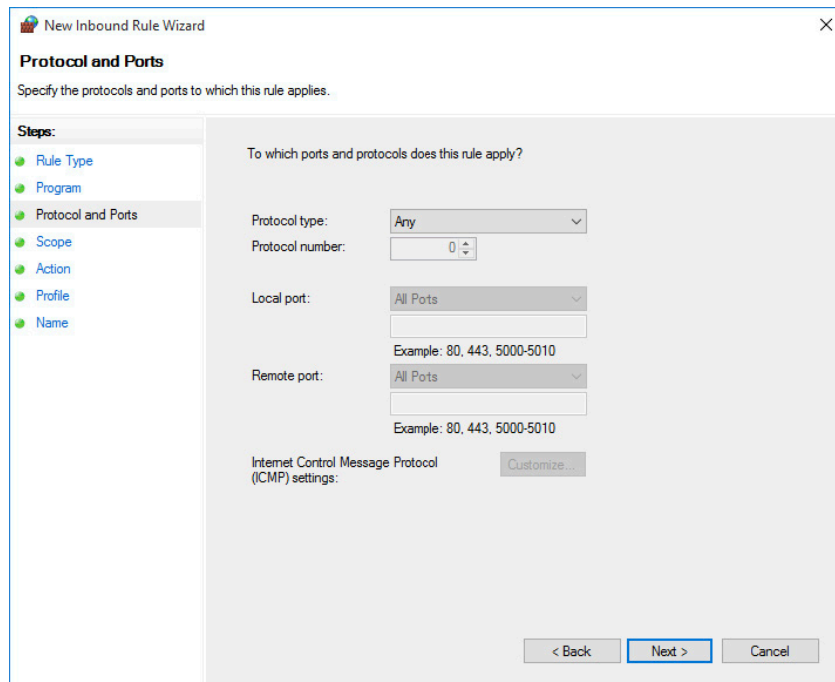 New Inbound Rule Wizard
Protocol and Ports
Specify the protocols and ports to which this rule applies.
Steps:
Rule Type
Program
Protocol and Ports
Scope
Action
Profile
Name
To which ports and protocols does this rule apply?
Protocol type: Any
Protocol number: 0
Local port: All Pots
Example: 80, 443, 5000-5010
Remote port: All Pots
Example: 80, 443, 5000-5010
Internet Control Message Protocol Customize...
(ICMP) settings:
< Back Next > Cancel